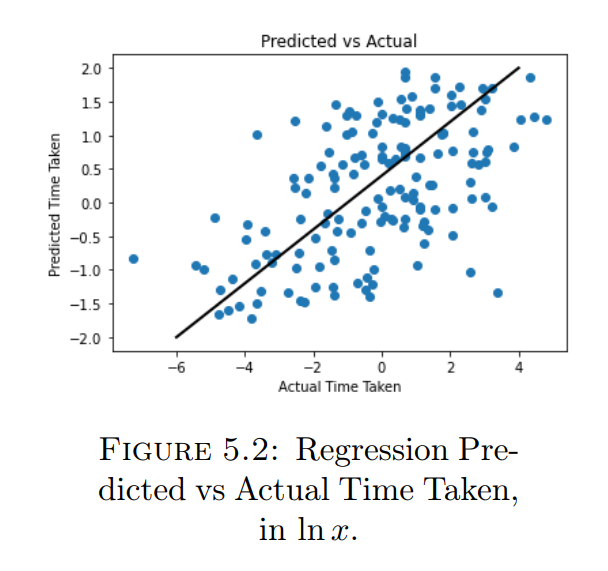 Predicted vs Actual
2.0
1.5
1.0
0.5
0.0
−0.5
−1.0
−1.5
−2.0
Predicted Time Taken
−6 −4 −2 0 2 4
Actual Time Taken
FIGURE 5.2: Regression Pre-
dicted vs Actual Time Taken,
in ln x.